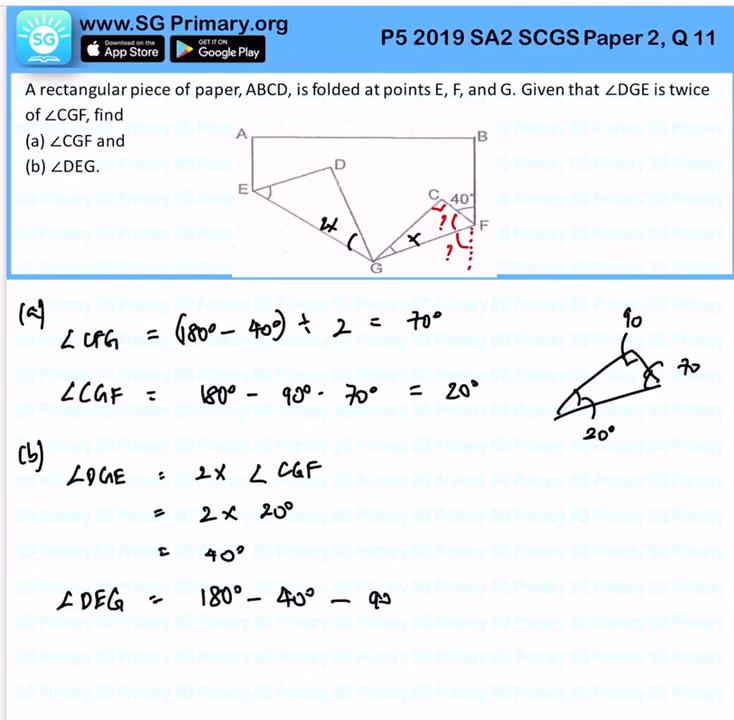 www.SG Primary.org
SG
Download on the App Store
GET IT ON Google Play
P5 2019 SA2 SCGS Paper 2, Q 11
A rectangular piece of paper, ABCD, is folded at points E, F, and G. Given that ∠DGE is twice
of ∠CGF, find
(a) ∠CGF and
(b) ∠DEG.
A
B
D
E
C
40°
F
2x
x
?
?
G
(a)
∠CFG = (180° - 40°) ÷ 2 = 70°
∠CGF = 180° - 90° - 70° = 20°
90
70
20°
(b)
∠DGE = 2 x ∠CGF
= 2 x 20°
= 40°
∠DEG = 180° - 40° - 90